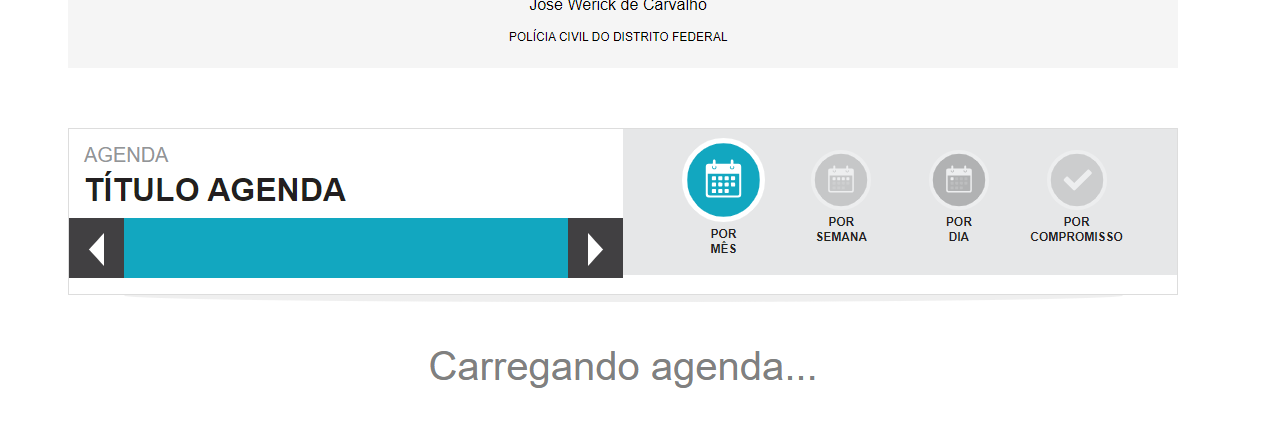 José Werick de Carvalho
POLÍCIA CIVIL DO DISTRITO FEDERAL
AGENDA
TÍTULO AGENDA
POR
MÊS
POR
SEMANA
POR
DIA
POR
COMPROMISSO
Carregando agenda...